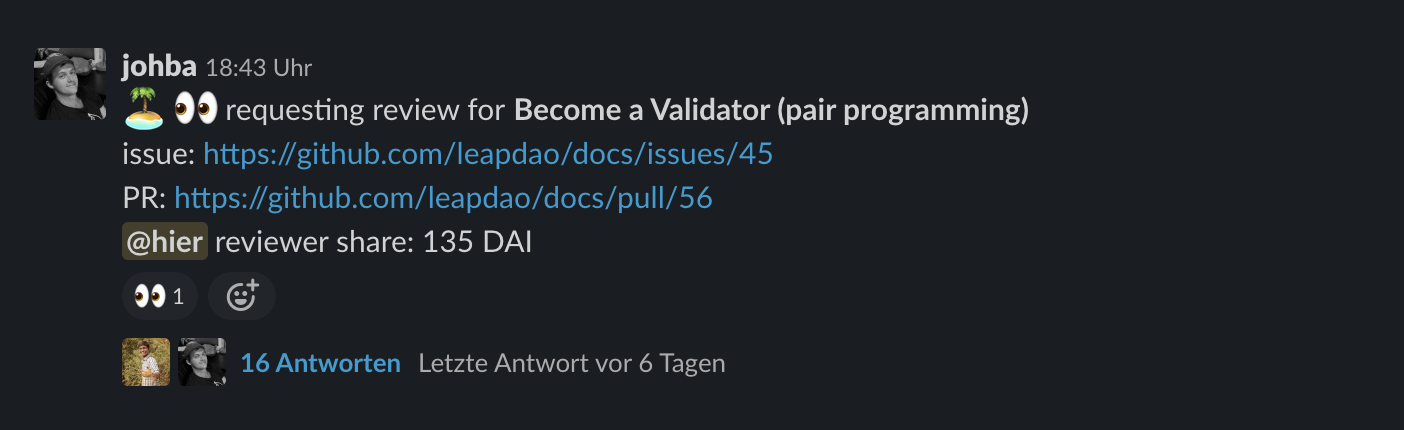 johba 18:43 Uhr
🏝 👀 requesting review for Become a Validator (pair programming)
issue: https://github.com/leapdao/docs/issues/45
PR: https://github.com/leapdao/docs/pull/56
@hier reviewer share: 135 DAI
👀 1
16 Antworten Letzte Antwort vor 6 Tagen